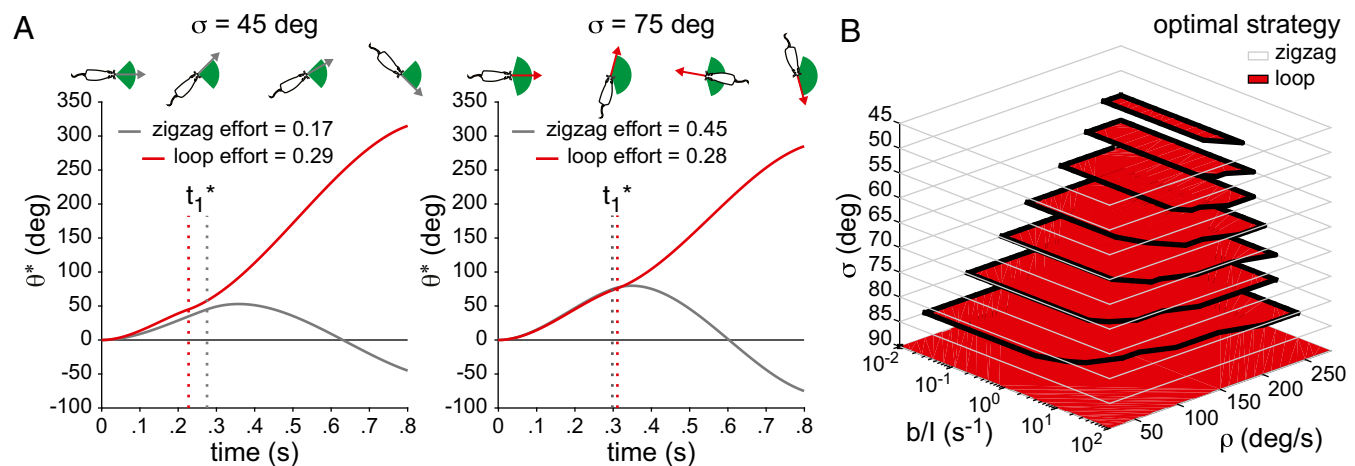 A
σ = 45 deg
σ = 75 deg
B
optimal strategy
zigzag
loop
350
300
250
200
150
100
50
0
-50
-100
θ* (deg)
zigzag effort = 0.17
loop effort = 0.29
t1*
0 .1 .2 .3 .4 .5 .6 .7 .8
time (s)
350
300
250
200
150
100
50
0
-50
-100
θ* (deg)
zigzag effort = 0.45
loop effort = 0.28
t1*
0 .1 .2 .3 .4 .5 .6 .7 .8
time (s)
45
50
55
60
65
70
75
80
85
90
σ (deg)
10-2
10-1
100
101
102
b/I (s-1)
50
100
150
200
250
ρ (deg/s)